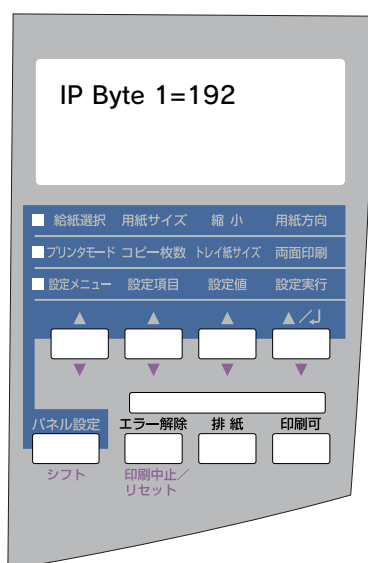 IP Byte 1=192
給紙選択 用紙サイズ 縮 小 用紙方向
プリンタモード コピー枚数 トレイ紙サイズ 両面印刷
設定メニュー 設定項目 設定値 設定実行
▲ ▲ ▲ ▲/↲
▼ ▼ ▼ ▼
パネル設定 エラー解除 排 紙 印刷可
シフト 印刷中止/
リセット